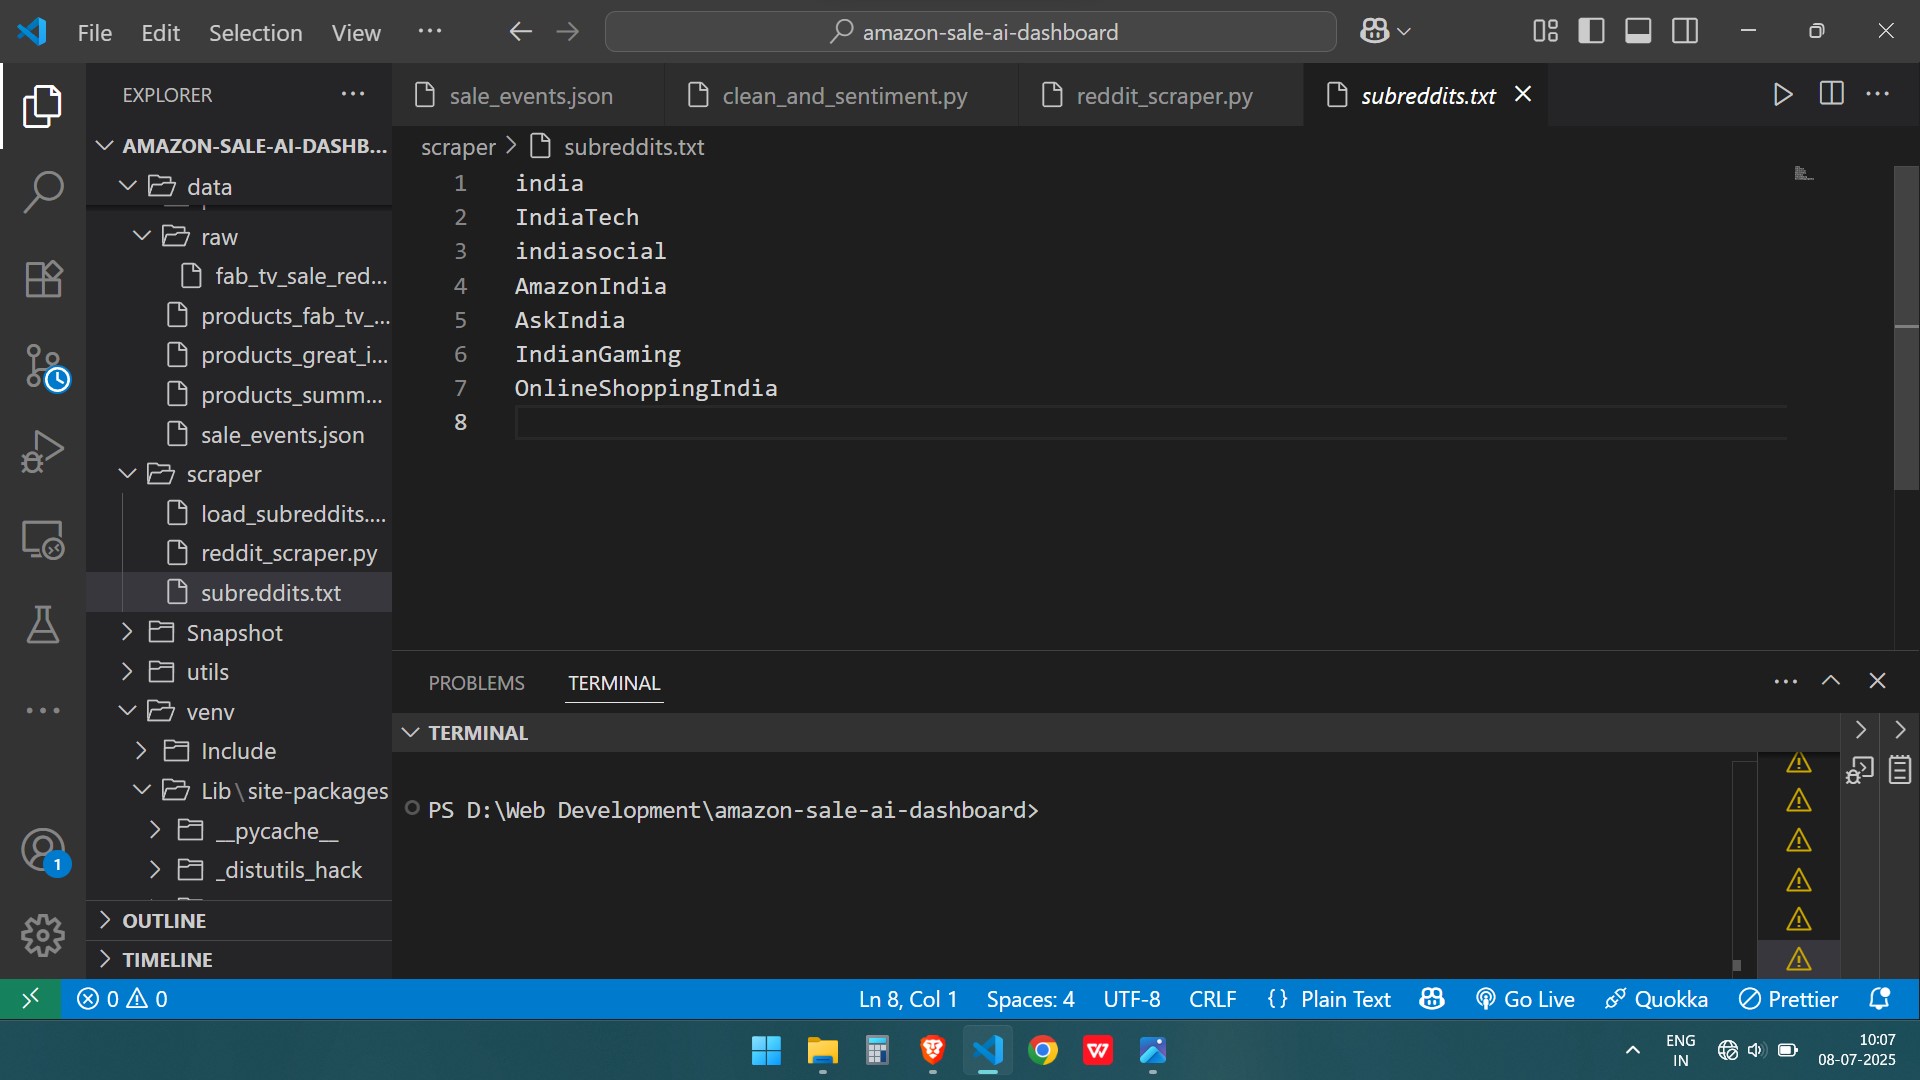 File Edit Selection View ···
amazon-sale-ai-dashboard
EXPLORER ···
AMAZON-SALE-AI-DASHB...
data
raw
fab_tv_sale_red...
products_fab_tv_...
products_great_i...
products_summ...
sale_events.json
scraper
load_subreddits....
reddit_scraper.py
subreddits.txt
Snapshot
utils
venv
Include
Lib\site-packages
__pycache__
_distutils_hack
OUTLINE
TIMELINE
1
sale_events.json clean_and_sentiment.py reddit_scraper.py subreddits.txt
scraper > subreddits.txt
1 india
2 IndiaTech
3 indiasocial
4 AmazonIndia
5 AskIndia
6 IndianGaming
7 OnlineShoppingIndia
8
PROBLEMS TERMINAL
TERMINAL
PS D:\Web Development\amazon-sale-ai-dashboard>
0 0 Ln 8, Col 1 Spaces: 4 UTF-8 CRLF {} Plain Text Go Live Quokka Prettier
W
ENG
IN
10:07
08-07-2025